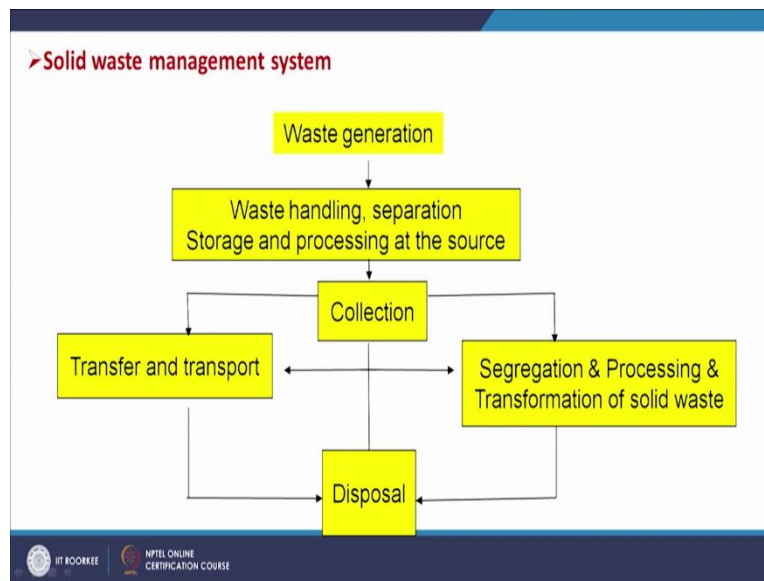 ➢Solid waste management system
Waste generation
Waste handling, separation
Storage and processing at the source
Collection
Transfer and transport
Segregation & Processing &
Transformation of solid waste
Disposal
IIT ROORKEE
NPTEL ONLINE
CERTIFICATION COURSE